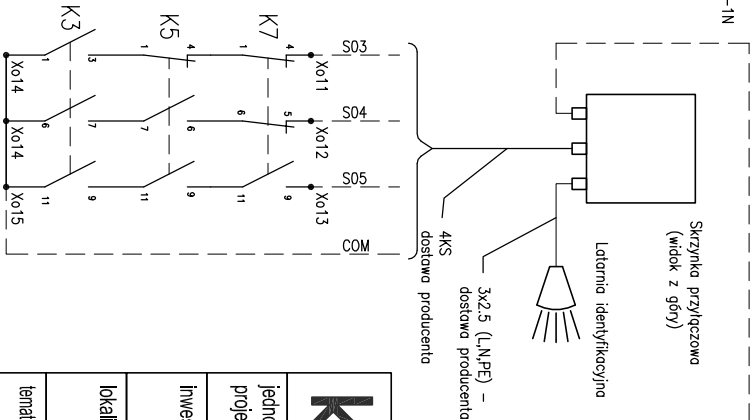 -1N
Skrzynka przyłączowa
(widok z góry)
Latarnia identyfikacyjna
3x2.5 (L,N,PE) -
dostawa producenta
4KS
dostawa producenta
S03
S04
S05
COM
K7
K5
K3
Xo11
4
1
4
1
3
1
Xo14
Xo12
5
6
6
7
7
6
Xo14
Xo13
9
11
9
11
9
11
Xo15
K
jedno
proje
inwe
lokali
temat